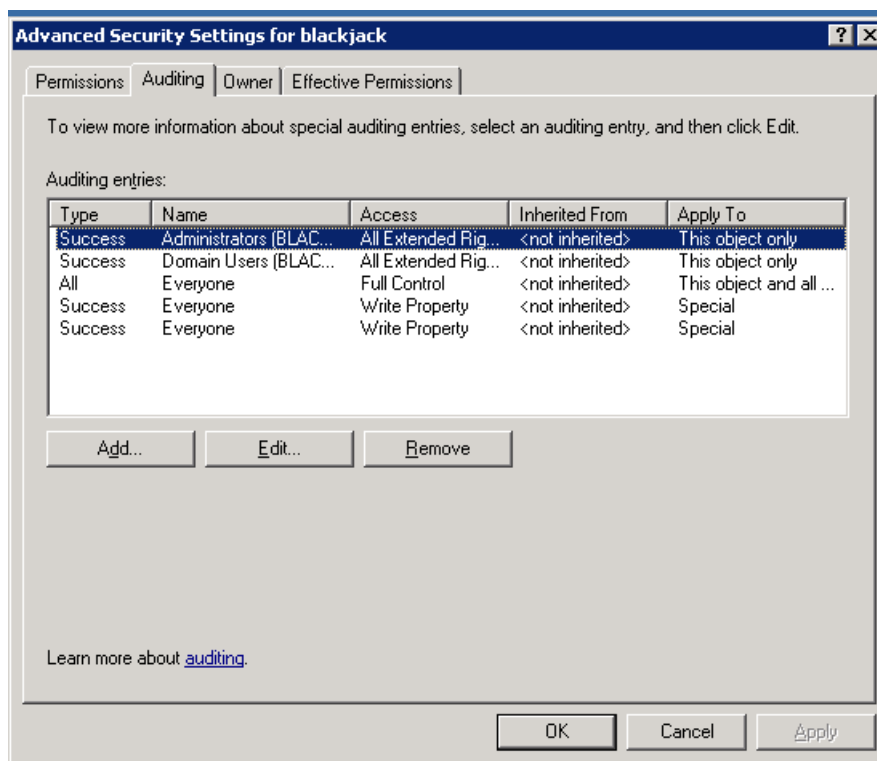 Advanced Security Settings for blackjack
Permissions Auditing Owner Effective Permissions
To view more information about special auditing entries, select an auditing entry, and then click Edit.
Auditing entries:
Type Name Access Inherited From Apply To
Success Administrators (BLAC... All Extended Rig... <not inherited> This object only
Success Domain Users (BLAC... All Extended Rig... <not inherited> This object only
All Everyone Full Control <not inherited> This object and all ...
Success Everyone Write Property <not inherited> Special
Success Everyone Write Property <not inherited> Special
Add... Edit... Remove
Learn more about auditing.
OK Cancel Apply